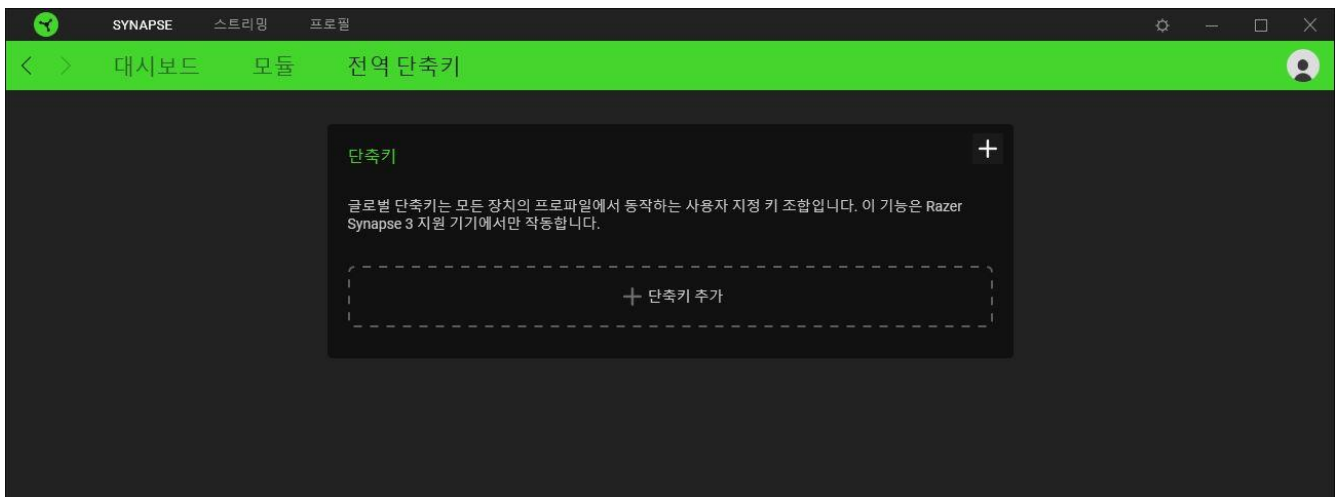 SYNAPSE 스트리밍 프로필
대시보드 모듈 전역 단축키
단축키
글로벌 단축키는 모든 장치의 프로파일에서 동작하는 사용자 지정 키 조합입니다. 이 기능은 Razer
Synapse 3 지원 기기에서만 작동합니다.
단축키 추가